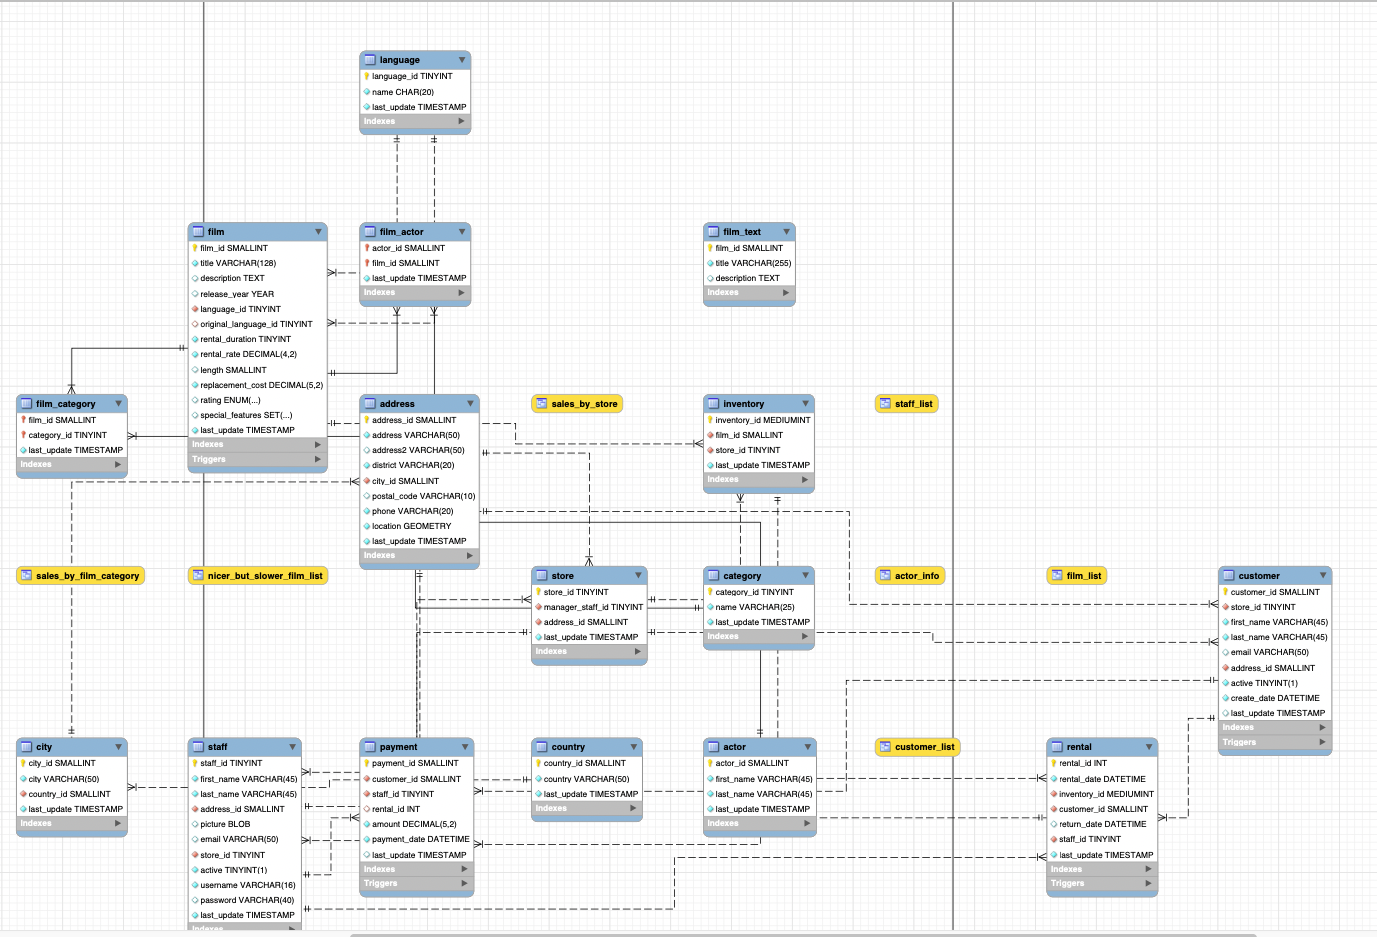 language
language_id TINYINT
name CHAR(20)
last_update TIMESTAMP
Indexes
film
film_id SMALLINT
title VARCHAR(128)
description TEXT
release_year YEAR
language_id TINYINT
original_language_id TINYINT
rental_duration TINYINT
rental_rate DECIMAL(4,2)
length SMALLINT
replacement_cost DECIMAL(5,2)
rating ENUM(...)
special_features SET(...)
last_update TIMESTAMP
Indexes
Triggers
film_actor
actor_id SMALLINT
film_id SMALLINT
last_update TIMESTAMP
Indexes
film_text
film_id SMALLINT
title VARCHAR(255)
description TEXT
Indexes
film_category
film_id SMALLINT
category_id TINYINT
last_update TIMESTAMP
Indexes
address
address_id SMALLINT
address VARCHAR(50)
address2 VARCHAR(50)
district VARCHAR(20)
city_id SMALLINT
postal_code VARCHAR(10)
phone VARCHAR(20)
location GEOMETRY
last_update TIMESTAMP
Indexes
sales_by_store
inventory
inventory_id MEDIUMINT
film_id SMALLINT
store_id TINYINT
last_update TIMESTAMP
Indexes
staff_list
sales_by_film_category
nicer_but_slower_film_list
store
store_id TINYINT
manager_staff_id TINYINT
address_id SMALLINT
last_update TIMESTAMP
Indexes
category
category_id TINYINT
name VARCHAR(25)
last_update TIMESTAMP
Indexes
actor_info
film_list
customer
customer_id SMALLINT
store_id TINYINT
first_name VARCHAR(45)
last_name VARCHAR(45)
email VARCHAR(50)
address_id SMALLINT
active TINYINT(1)
create_date DATETIME
last_update TIMESTAMP
Indexes
Triggers
city
city_id SMALLINT
city VARCHAR(50)
country_id SMALLINT
last_update TIMESTAMP
Indexes
staff
staff_id TINYINT
first_name VARCHAR(45)
last_name VARCHAR(45)
address_id SMALLINT
picture BLOB
email VARCHAR(50)
store_id TINYINT
active TINYINT(1)
username VARCHAR(16)
password VARCHAR(40)
last_update TIMESTAMP
Indexes
payment
payment_id SMALLINT
customer_id SMALLINT
staff_id TINYINT
rental_id INT
amount DECIMAL(5,2)
payment_date DATETIME
last_update TIMESTAMP
Indexes
Triggers
country
country_id SMALLINT
country VARCHAR(50)
last_update TIMESTAMP
Indexes
actor
actor_id SMALLINT
first_name VARCHAR(45)
last_name VARCHAR(45)
last_update TIMESTAMP
Indexes
customer_list
rental
rental_id INT
rental_date DATETIME
inventory_id MEDIUMINT
customer_id SMALLINT
return_date DATETIME
staff_id TINYINT
last_update TIMESTAMP
Indexes
Triggers